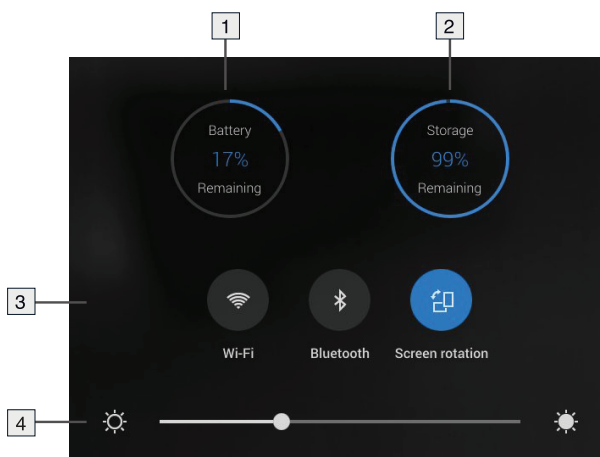 1
2
Battery
17%
Remaining
Storage
99%
Remaining
3
Wi-Fi
Bluetooth
Screen rotation
4